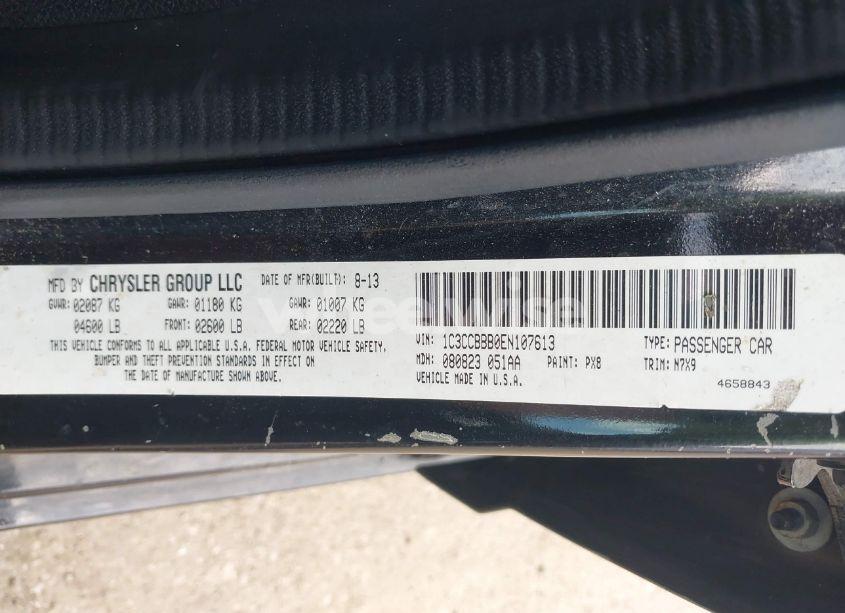 MFD BY CHRYSLER GROUP LLC DATE OF MFR(BUILT): 8-13
GVWR: 02087 KG GAWR: 01180 KG GAWR: 01007 KG
04600 LB FRONT: 02600 LB REAR: 02220 LB
THIS VEHICLE CONFORMS TO ALL APPLICABLE U.S.A. FEDERAL MOTOR VEHICLE SAFETY,
BUMPER AND THEFT PREVENTION STANDARDS IN EFFECT ON
THE DATE OF MANUFACTURE SHOWN ABOVE.
VIN: 1C3CCBBB0EN107613 TYPE: PASSENGER CAR
MDH: 080823 051AA PAINT: PX8 TRIM: N7X9
VEHICLE MADE IN U.S.A. 4658843